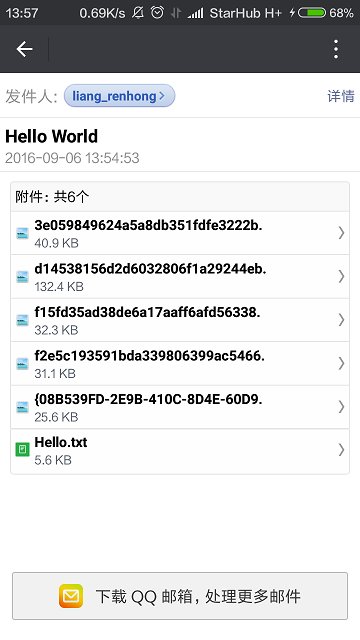 13:57 0.69K/s StarHub H+ 68%
发件人: liang_renhong 详情
Hello World
2016-09-06 13:54:53
附件: 共6个
3e059849624a5a8db351fdfe3222b.
40.9 KB
d14538156d2d6032806f1a29244eb.
132.4 KB
f15fd35ad38de6a17aaff6afd56338.
32.3 KB
f2e5c193591bda339806399ac5466.
31.1 KB
{08B539FD-2E9B-410C-8D4E-60D9.
25.6 KB
Hello.txt
5.6 KB
下载 QQ 邮箱, 处理更多邮件